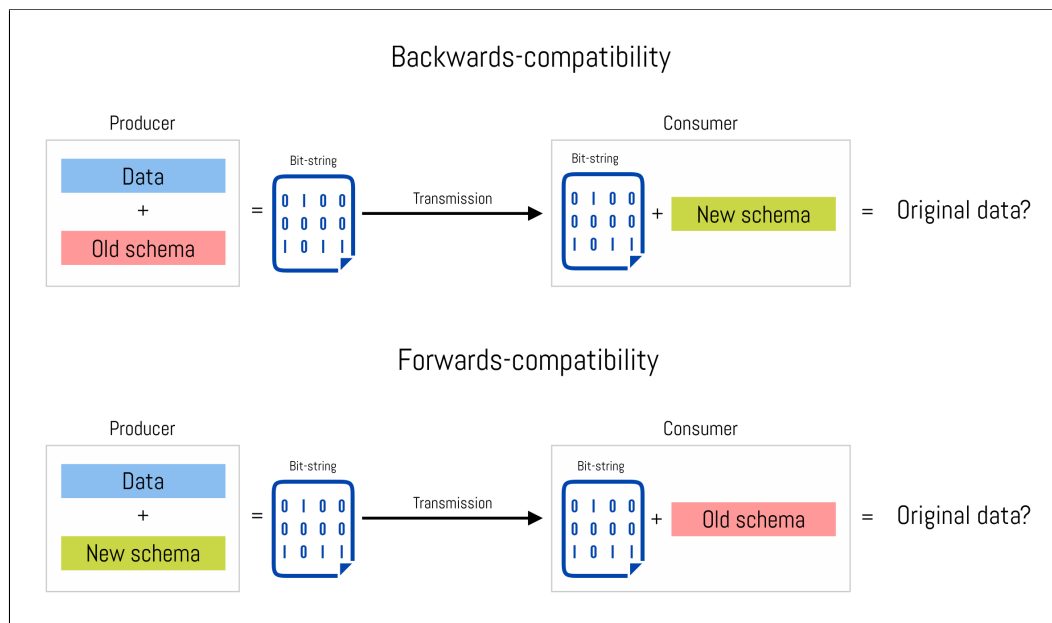 Backwards-compatibility
Producer
Consumer
Data
+
Old schema
=
Bit-string
0 1 0 0
0 0 0 0
1 0 1 1
Transmission
Bit-string
0 1 0 0
0 0 0 0
1 0 1 1
+
New schema
=
Original data?
Forwards-compatibility
Producer
Consumer
Data
+
New schema
=
Bit-string
0 1 0 0
0 0 0 0
1 0 1 1
Transmission
Bit-string
0 1 0 0
0 0 0 0
1 0 1 1
+
Old schema
=
Original data?